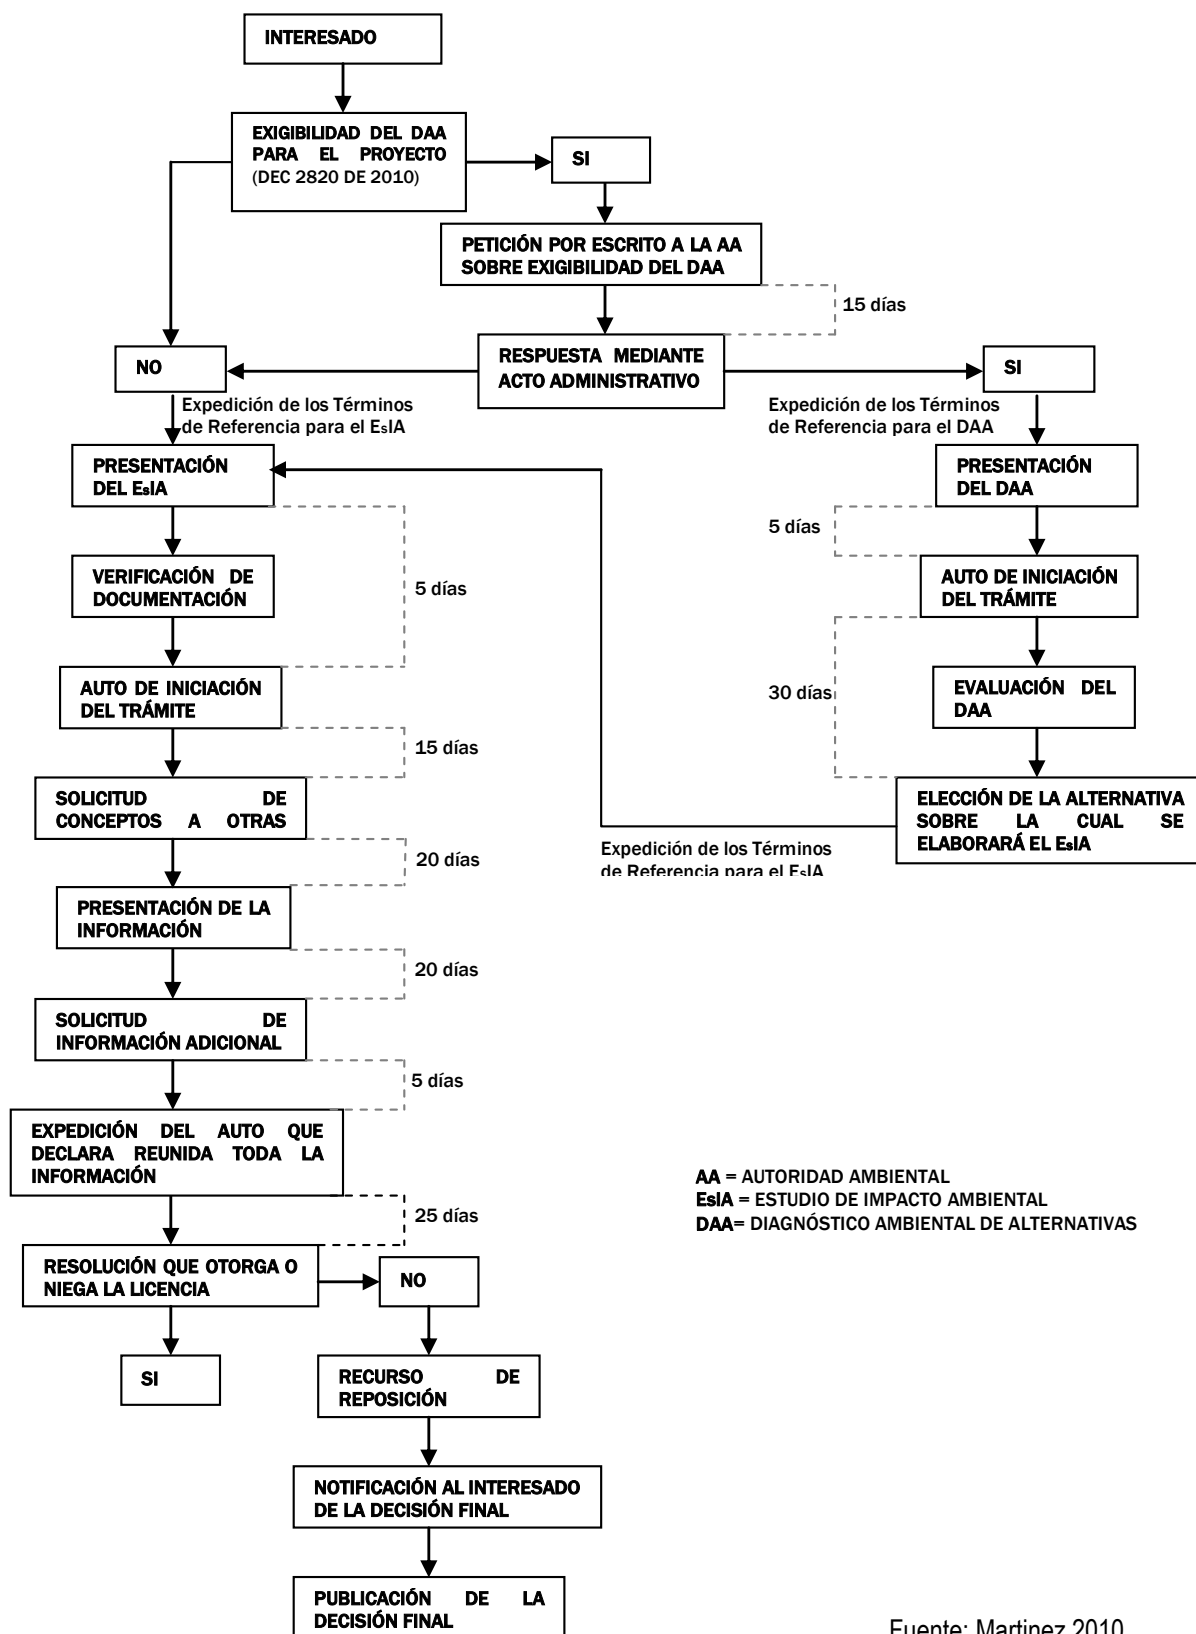 INTERESADO
EXIGIBILIDAD DEL DAA
PARA EL PROYECTO
(DEC 2820 DE 2010)
SI
PETICIÓN POR ESCRITO A LA AA
SOBRE EXIGIBILIDAD DEL DAA
15 días
RESPUESTA MEDIANTE
ACTO ADMINISTRATIVO
NO
SI
Expedición de los Términos
de Referencia para el EsIA
Expedición de los Términos
de Referencia para el DAA
PRESENTACIÓN
DEL EsIA
PRESENTACIÓN
DEL DAA
5 días
VERIFICACIÓN DE
DOCUMENTACIÓN
5 días
AUTO DE INICIACIÓN
DEL TRÁMITE
AUTO DE INICIACIÓN
DEL TRÁMITE
30 días
EVALUACIÓN DEL
DAA
15 días
SOLICITUD DE
CONCEPTOS A OTRAS
ELECCIÓN DE LA ALTERNATIVA
SOBRE LA CUAL SE
ELABORARÁ EL EsIA
Expedición de los Términos
de Referencia para el EsIA
20 días
PRESENTACIÓN DE LA
INFORMACIÓN
20 días
SOLICITUD DE
INFORMACIÓN ADICIONAL
5 días
EXPEDICIÓN DEL AUTO QUE
DECLARA REUNIDA TODA LA
INFORMACIÓN
AA = AUTORIDAD AMBIENTAL
EsIA = ESTUDIO DE IMPACTO AMBIENTAL
DAA= DIAGNÓSTICO AMBIENTAL DE ALTERNATIVAS
25 días
RESOLUCIÓN QUE OTORGA O
NIEGA LA LICENCIA
NO
SI
RECURSO DE
REPOSICIÓN
NOTIFICACIÓN AL INTERESADO
DE LA DECISIÓN FINAL
PUBLICACIÓN DE LA
DECISIÓN FINAL
Fuente: Martinez 2010